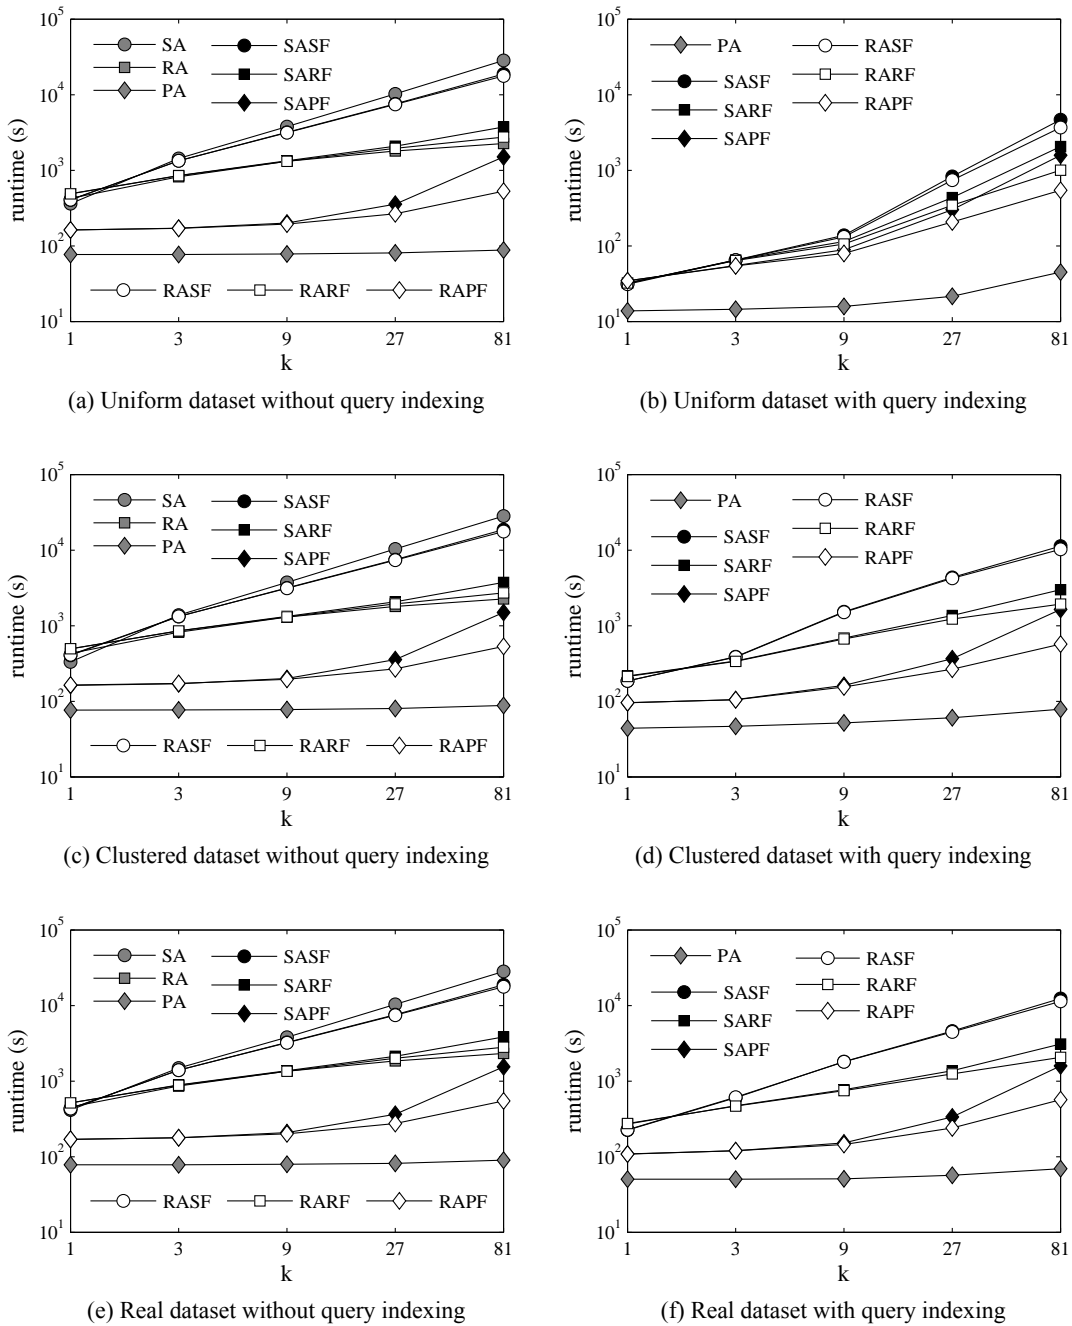 10^5
10^4
10^3
10^2
10^1
runtime (s)
SA
RA
PA
SASF
SARF
SAPF
RASF
RARF
RAPF
1
3
9
27
81
k
(a) Uniform dataset without query indexing
10^5
10^4
10^3
10^2
10^1
runtime (s)
PA
SASF
SARF
SAPF
RASF
RARF
RAPF
1
3
9
27
81
k
(b) Uniform dataset with query indexing
10^5
10^4
10^3
10^2
10^1
runtime (s)
SA
RA
PA
SASF
SARF
SAPF
RASF
RARF
RAPF
1
3
9
27
81
k
(c) Clustered dataset without query indexing
10^5
10^4
10^3
10^2
10^1
runtime (s)
PA
SASF
SARF
SAPF
RASF
RARF
RAPF
1
3
9
27
81
k
(d) Clustered dataset with query indexing
10^5
10^4
10^3
10^2
10^1
runtime (s)
SA
RA
PA
SASF
SARF
SAPF
RASF
RARF
RAPF
1
3
9
27
81
k
(e) Real dataset without query indexing
10^5
10^4
10^3
10^2
10^1
runtime (s)
PA
SASF
SARF
SAPF
RASF
RARF
RAPF
1
3
9
27
81
k
(f) Real dataset with query indexing